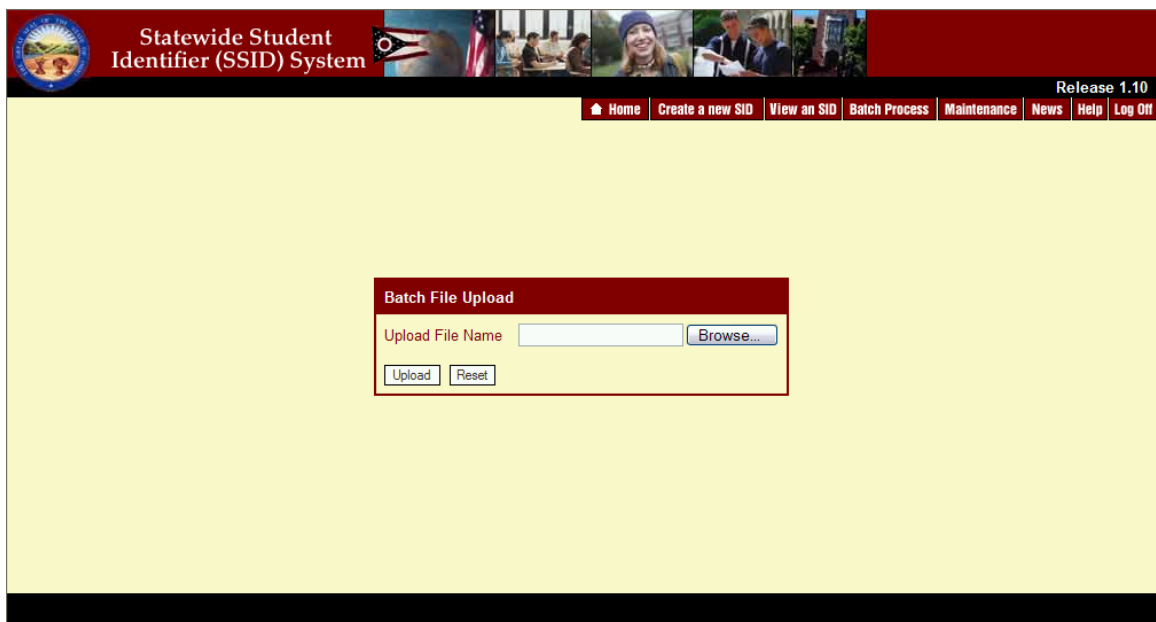 Statewide Student
Identifier (SSID) System
Release 1.10
Home Create a new SID View an SID Batch Process Maintenance News Help Log Off
Batch File Upload
Upload File Name Browse...
Upload Reset